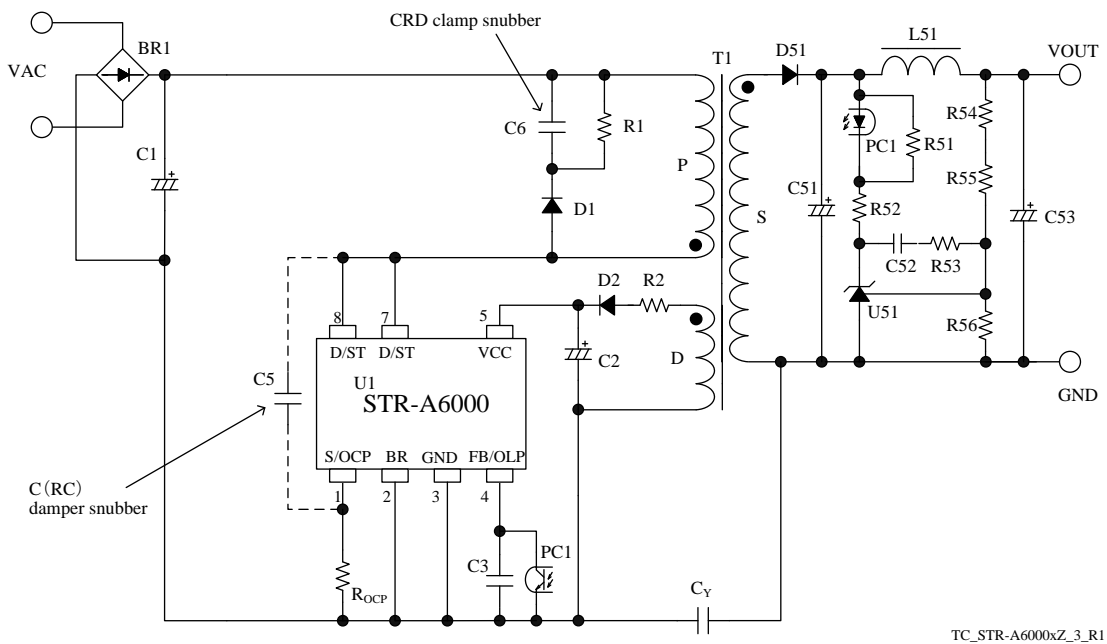 CRD clamp snubber
BR1
VAC
C1
C6
R1
D1
T1
P
S
D51
L51
VOUT
PC1
R51
R54
R55
C51
R52
C53
C52
R53
U51
R56
GND
D2
R2
C2
D
8
7
5
D/ST
D/ST
VCC
U1
STR-A6000
C5
S/OCP
BR
GND
FB/OLP
1
2
3
4
C(RC)
damper snubber
ROCP
C3
PC1
CY
TC_STR-A6000xZ_3_R1